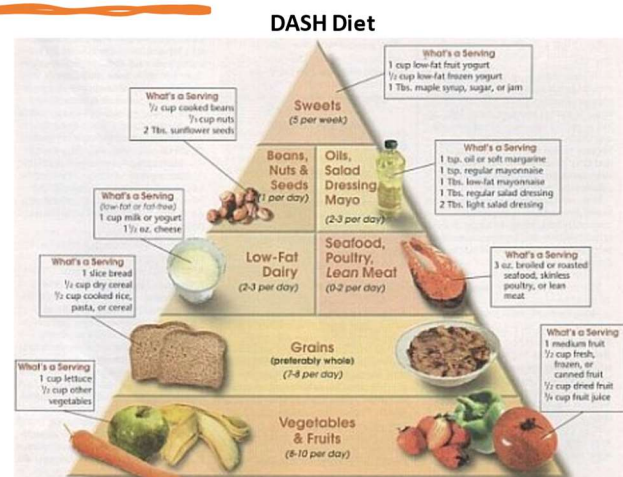 DASH Diet
What's a Serving
1 cup low-fat fruit yogurt
½ cup low-fat frozen yogurt
1 Tbs. maple syrup, sugar, or jam
Sweets
(5 per week)
What's a Serving
½ cup cooked beans
⅓ cup nuts
2 Tbs. sunflower seeds
Beans,
Nuts &
Seeds
(1 per day)
Oils,
Salad
Dressing,
Mayo
(2-3 per day)
What's a Serving
1 tsp. oil or soft margarine
1 tsp. regular mayonnaise
1 Tbs. low-fat mayonnaise
1 Tbs. regular salad dressing
2 Tbs. light salad dressing
What's a Serving
(low-fat or fat-free)
1 cup milk or yogurt
1½ oz. cheese
Low-Fat
Dairy
(2-3 per day)
Seafood,
Poultry,
Lean Meat
(0-2 per day)
What's a Serving
3 oz. broiled or roasted
seafood, skinless
poultry, or lean
meat
What's a Serving
1 slice bread
½ cup dry cereal
½ cup cooked rice,
pasta, or cereal
Grains
(preferably whole)
(7-8 per day)
What's a Serving
1 cup lettuce
½ cup other
vegetables
Vegetables
& Fruits
(8-10 per day)
What's a Serving
1 medium fruit
½ cup fresh,
frozen, or
canned fruit
½ cup dried fruit
¾ cup fruit juice